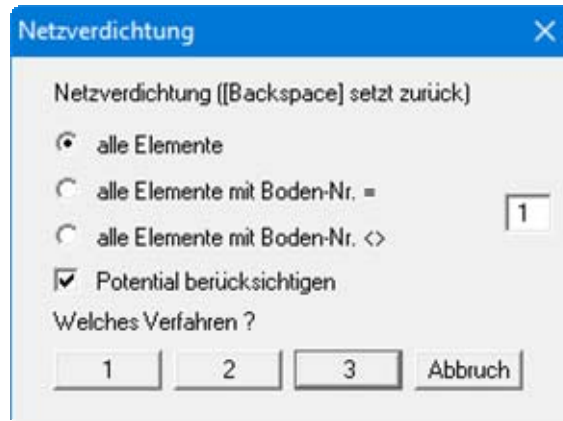 Netzverdichtung
Netzverdichtung ([Backspace] setzt zurück)
alle Elemente
alle Elemente mit Boden-Nr. =
1
alle Elemente mit Boden-Nr. <>
Potential berücksichtigen
Welches Verfahren ?
1 2 3 Abbruch